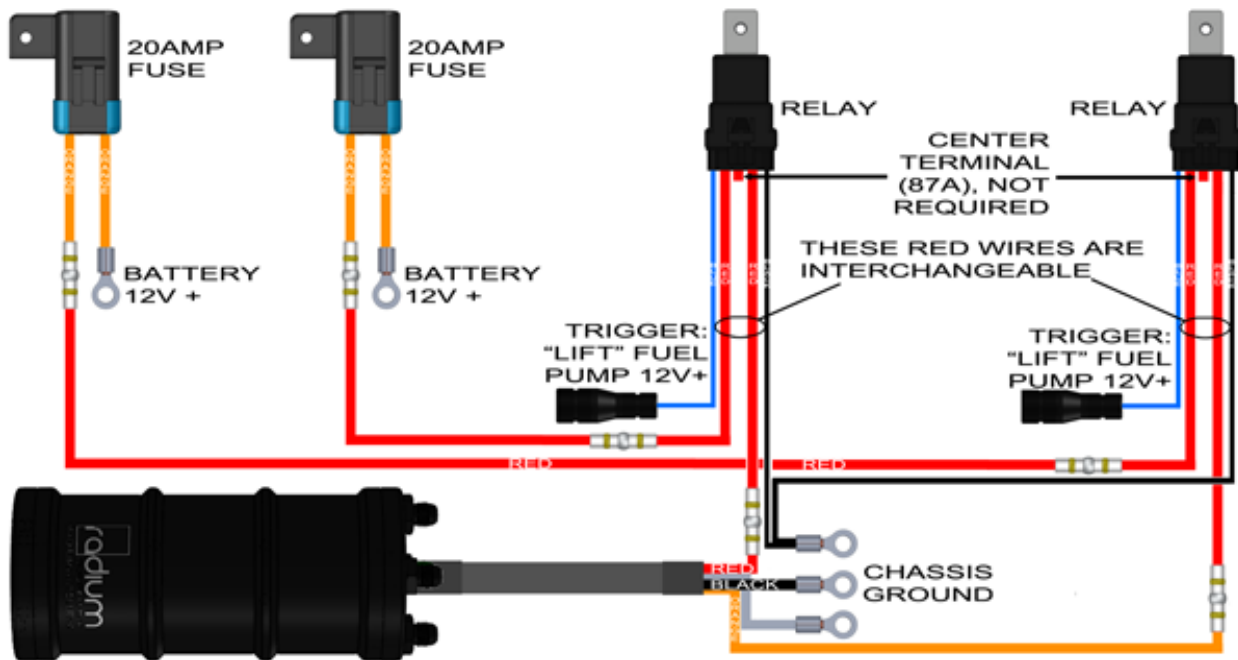 20AMP
FUSE
20AMP
FUSE
RELAY
RELAY
CENTER
TERMINAL
(87A), NOT
REQUIRED
THESE RED WIRES ARE
INTERCHANGEABLE
BATTERY
12V +
BATTERY
12V +
TRIGGER:
“LIFT” FUEL
PUMP 12V+
TRIGGER:
“LIFT” FUEL
PUMP 12V+
RED
RED
radium
RED
BLACK
CHASSIS
GROUND